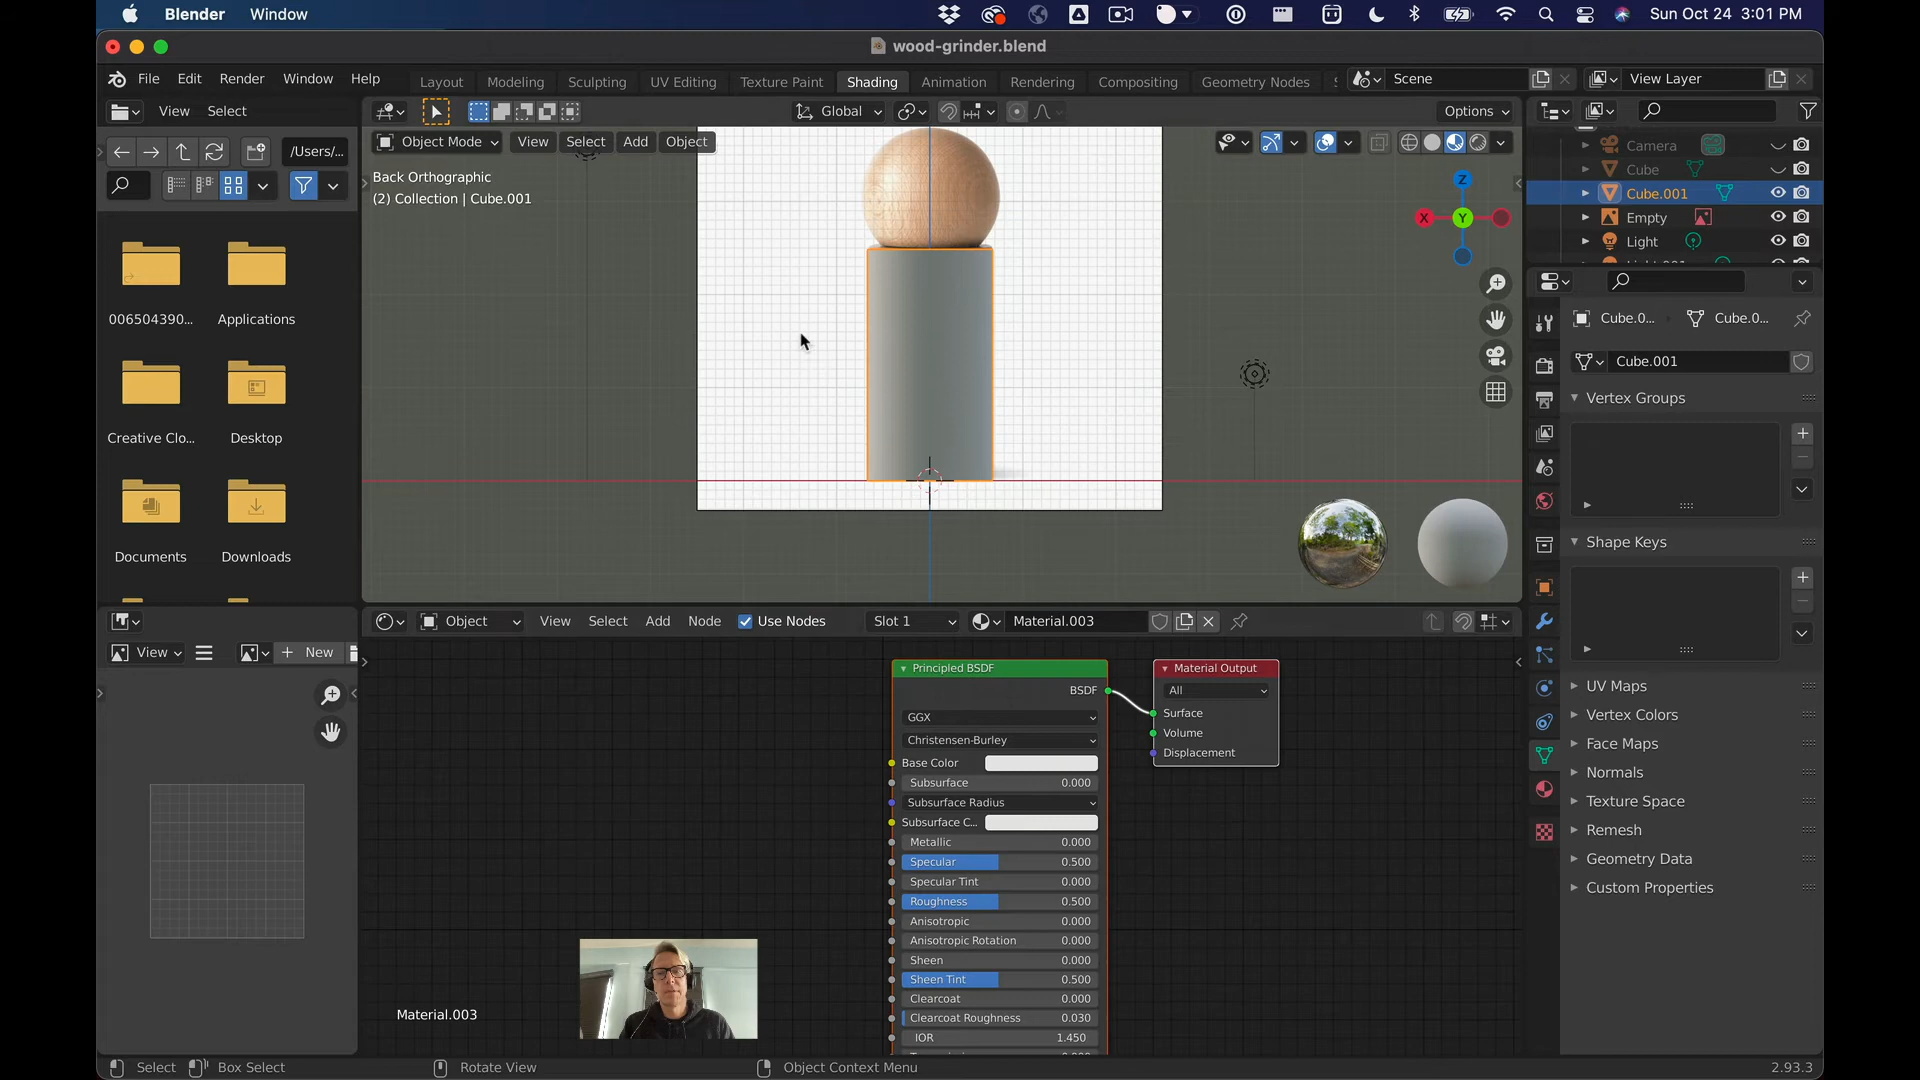 Blender Window Sun Oct 24 3:01 PM
wood-grinder.blend
File Edit Render Window Help Layout Modeling Sculpting UV Editing Texture Paint Shading Animation Rendering Compositing Geometry Nodes Scene View Layer
View Select Global Options
Object Mode View Select Add Object
/Users/...
Back Orthographic
(2) Collection | Cube.001
Z
X
Y
Camera
Cube
Cube.001
Empty
Light
Cube.0... Cube.0...
Cube.001
Vertex Groups
Shape Keys
UV Maps
Vertex Colors
Face Maps
Normals
Texture Space
Remesh
Geometry Data
Custom Properties
006504390... Applications
Creative Clo... Desktop
Documents Downloads
Object View Select Add Node Use Nodes Slot 1 Material.003
View New
Principled BSDF
BSDF
GGX
Christensen-Burley
Base Color
Subsurface 0.000
Subsurface Radius
Subsurface C...
Metallic 0.000
Specular 0.500
Specular Tint 0.000
Roughness 0.500
Anisotropic 0.000
Anisotropic Rotation 0.000
Sheen 0.000
Sheen Tint 0.500
Clearcoat 0.000
Clearcoat Roughness 0.030
IOR 1.450
Material Output
All
Surface
Volume
Displacement
Material.003
Select Box Select Rotate View Object Context Menu 2.93.3